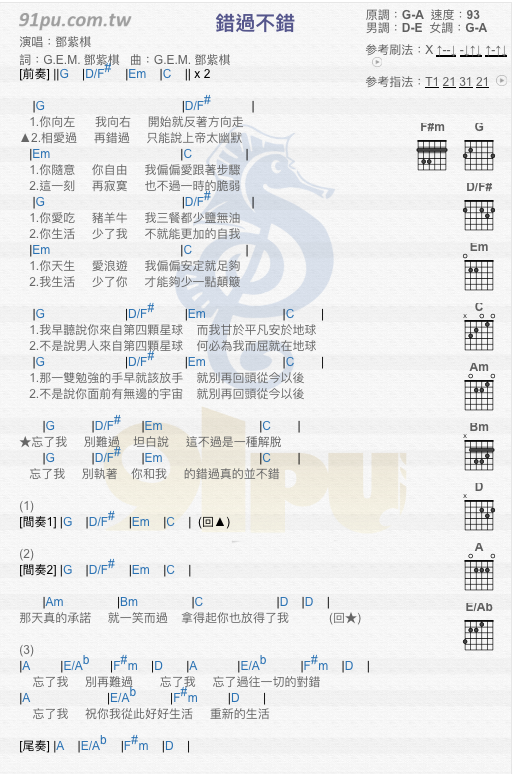 91pu.com.tw
錯過不錯
原調：G-A 速度：93
男調：D-E 女調：G-A
演唱：鄧紫棋
參考刷法：X ↑--↓ -↓↑↓ ↑-↑↓
詞：G.E.M. 鄧紫棋 曲：G.E.M. 鄧紫棋
[前奏] ||G |D/F# |Em |C || x 2
參考指法：T1 21 31 21
|G |D/F# |
1.你向左 我向右 開始就反著方向走
▲2.相愛過 再錯過 只能說上帝太幽默
|Em |C |
1.你隨意 你自由 我偏偏愛跟著步驟
2.這一刻 再寂寞 也不過一時的脆弱
|G |D/F# |
1.你愛吃 豬羊牛 我三餐都少鹽無油
2.你生活 少了我 不就能更加的自我
|Em |C |
1.你天生 愛浪遊 我偏偏安定就足夠
2.我生活 少了你 才能夠少一點顛簸
|G |D/F# |Em |C |
1.我早聽說你來自第四顆星球 而我甘於平凡安於地球
2.不是說男人來自第四顆星球 何必為我而屈就在地球
|G |D/F# |Em |C |
1.那一雙勉強的手早就該放手 就別再回頭從今以後
2.不是說你面前有無邊的宇宙 就別再回頭從今以後
|G |D/F# |Em |C |
★忘了我 別難過 坦白說 這不過是一種解脫
|G |D/F# |Em |C |
忘了我 別執著 你和我 的錯過真的並不錯
(1)
[間奏1] |G |D/F# |Em |C | (回▲)
(2)
[間奏2] |G |D/F# |Em |C |
|Am |Bm |C |D |D |
那天真的承諾 就一笑而過 拿得起你也放得了我 (回★)
(3)
|A |E/Ab |F#m |D |A |E/Ab |F#m |D |
忘了我 別再難過 忘了我 忘了過往一切的對錯
|A |E/Ab |F#m |D |
忘了我 祝你我從此好好生活 重新的生活
[尾奏] |A |E/Ab |F#m |D |
F#m G
D/F#
Em
C
Am
Bm
D
A
E/Ab
91pu